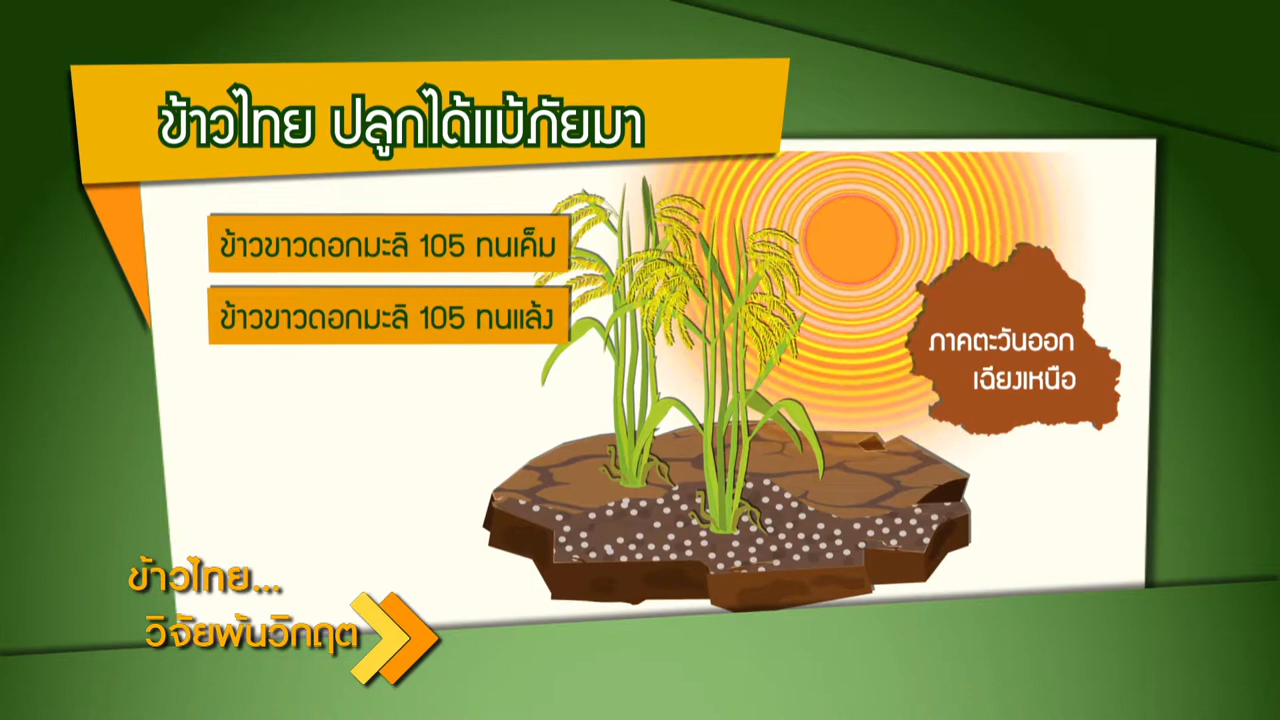 ข้าวไทย ปลูกได้แม้ภัยมา
ข้าวขาวดอกมะลิ 105 ทนเค็ม
ข้าวขาวดอกมะลิ 105 ทนแล้ง
ภาคตะวันออก
เฉียงเหนือ
ข้าวไทย...
วิจัยพ้นวิกฤต